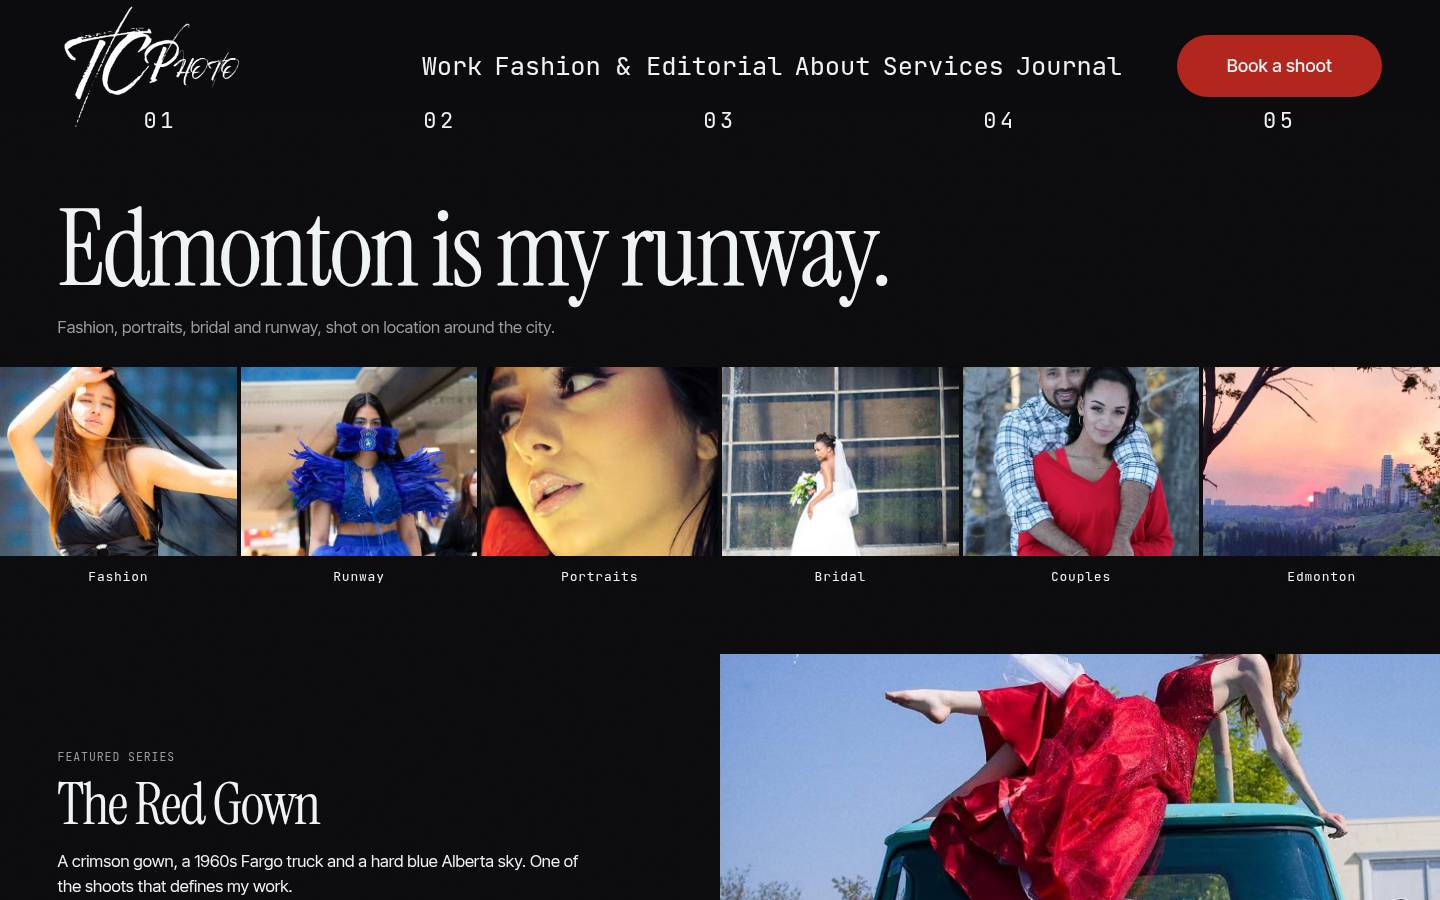 TCPHOTO
Work Fashion & Editorial About Services Journal
Book a shoot
01 02 03 04 05
Edmonton is my runway.
Fashion, portraits, bridal and runway, shot on location around the city.
Fashion Runway Portraits Bridal Couples Edmonton
FEATURED SERIES
The Red Gown
A crimson gown, a 1960s Fargo truck and a hard blue Alberta sky. One of
the shoots that defines my work.